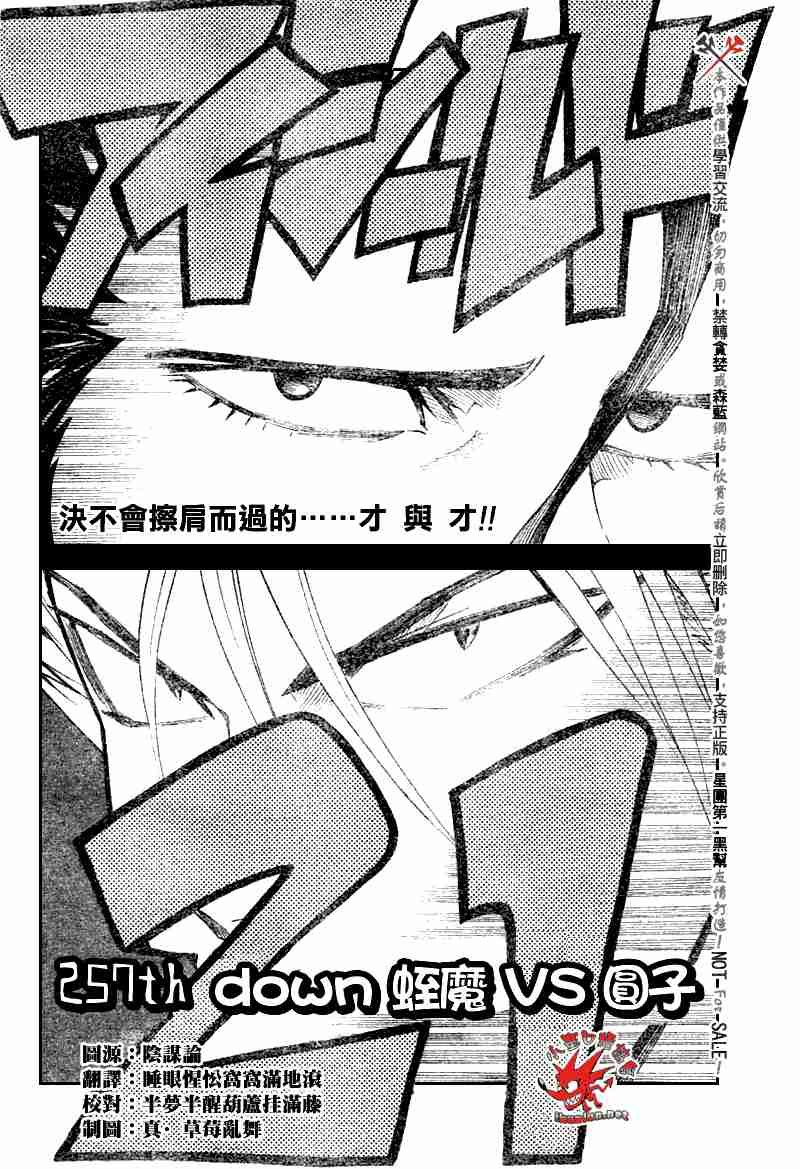 アイシールド
決不會擦肩而過的……才 與 才!!
21
257th down 蛭魔 VS 圓子
圖源：陰謀論
翻譯：睡眼惺忪窩窩滿地滾
校對：半夢半醒葫蘆挂滿藤
制圖：真·草莓亂舞
本作品僅供學習交流，切勿商用，禁轉貪婪或森藍網站。欣賞后請立即刪除，如您喜歡，支持正版。星團第二黑幫友情打造！NOT-For-SALE！